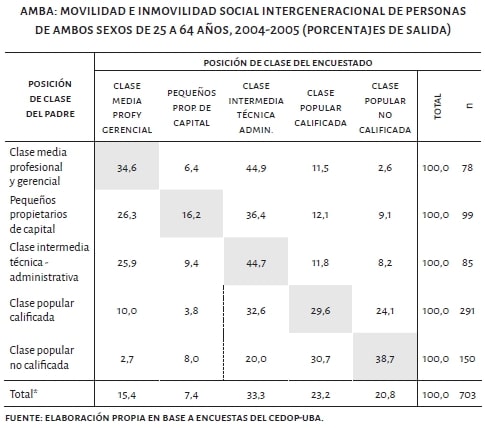 AMBA: MOVILIDAD E INMOVILIDAD SOCIAL INTERGENERACIONAL DE PERSONAS
DE AMBOS SEXOS DE 25 A 64 AÑOS, 2004-2005 (PORCENTAJES DE SALIDA)
POSICIÓN DE CLASE DEL PADRE
POSICIÓN DE CLASE DEL ENCUESTADO
CLASE MEDIA PROF Y GERENCIAL
PEQUEÑOS PROP. DE CAPITAL
CLASE INTERMEDIA TÉCNICA ADMIN.
CLASE POPULAR CALIFICADA
CLASE POPULAR NO CALIFICADA
TOTAL
n
Clase media profesional y gerencial 34,6 6,4 44,9 11,5 2,6 100,0 78
Pequeños propietarios de capital 26,3 16,2 36,4 12,1 9,1 100,0 99
Clase intermedia técnica - administrativa 25,9 9,4 44,7 11,8 8,2 100,0 85
Clase popular calificada 10,0 3,8 32,6 29,6 24,1 100,0 291
Clase popular no calificada 2,7 8,0 20,0 30,7 38,7 100,0 150
Total* 15,4 7,4 33,3 23,2 20,8 100,0 703
FUENTE: ELABORACIÓN PROPIA EN BASE A ENCUESTAS DEL CEDOP-UBA.